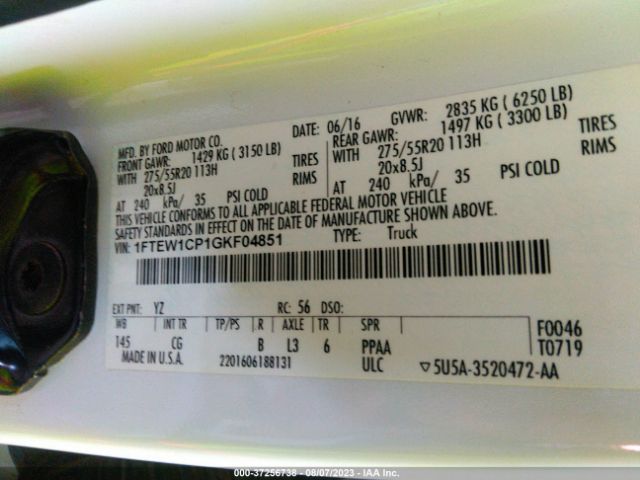 MFD. BY FORD MOTOR CO. DATE: 06/16 GVWR: 2835 KG ( 6250 LB)
FRONT GAWR: 1429 KG ( 3150 LB) REAR GAWR: 1497 KG ( 3300 LB)
WITH 275/55R20 113H TIRES WITH 275/55R20 113H TIRES
20x8.5J RIMS 20x8.5J RIMS
AT 240 kPa/ 35 PSI COLD AT 240 kPa/ 35 PSI COLD
THIS VEHICLE CONFORMS TO ALL APPLICABLE FEDERAL MOTOR VEHICLE
SAFETY STANDARDS IN EFFECT ON THE DATE OF MANUFACTURE SHOWN ABOVE.
VIN: 1FTEW1CP1GKF04851 TYPE: Truck
EXT PNT: YZ RC: 56 DSO:
WB INT TR TP/PS R AXLE TR SPR F0046
145 CG B L3 6 PPAA T0719
MADE IN U.S.A. 2201606188131 ULC ▽5U5A-3520472-AA
000-37256738 - 08/07/2023 - IAA Inc.